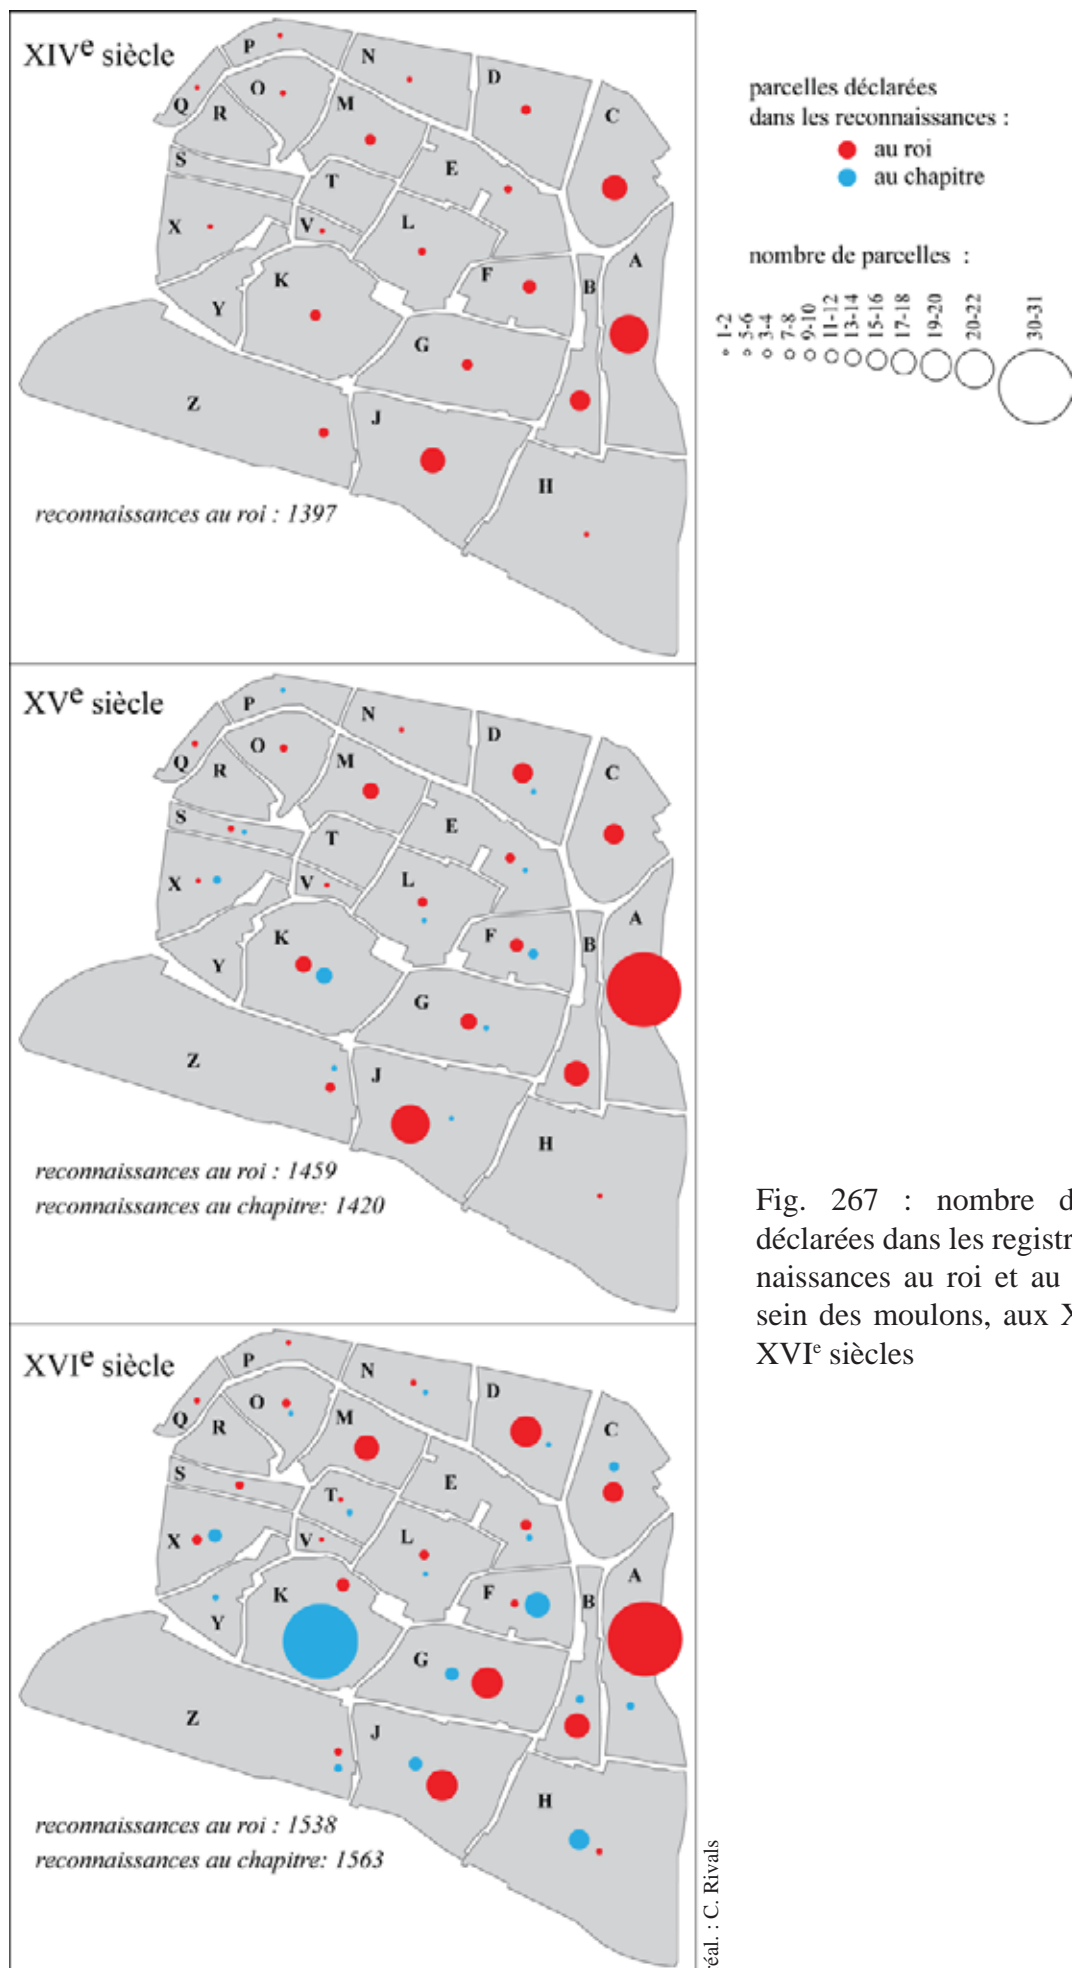 XIVe siècle
P
N
D
Q
O
R
M
C
S
T
E
X
V
L
A
K
F
B
Y
G
Z
J
H
reconnaissances au roi : 1397
parcelles déclarées
dans les reconnaissances :
au roi
au chapitre
nombre de parcelles :
1-2
5-6
3-4
7-8
9-10
11-12
13-14
15-16
17-18
19-20
20-22
30-31
XVe siècle
P
N
D
Q
O
R
M
C
S
T
E
X
V
L
A
K
F
B
Y
G
Z
J
H
reconnaissances au roi : 1459
reconnaissances au chapitre: 1420
XVIe siècle
P
N
D
Q
O
R
M
C
S
T
E
X
V
L
A
K
F
B
Y
G
Z
J
H
reconnaissances au roi : 1538
reconnaissances au chapitre: 1563
réal. : C. Rivals
Fig. 267 : nombre d
déclarées dans les registr
naissances au roi et au
sein des moulons, aux X
XVIe siècles